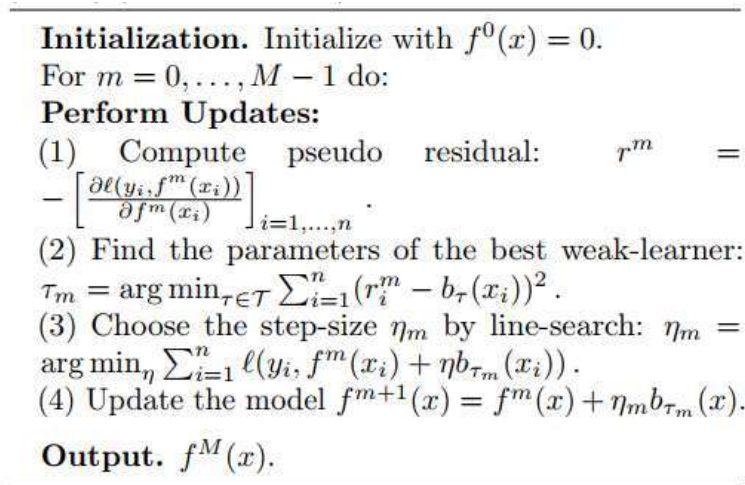 Initialization. Initialize with f^0(x) = 0.
For m = 0, . . . , M − 1 do:
Perform Updates:
(1) Compute pseudo residual: r^m =
− [∂ℓ(y_i, f^m(x_i)) / ∂f^m(x_i)]_{i=1,...,n} .
(2) Find the parameters of the best weak-learner:
τ_m = arg min_{τ∈𝒯} ∑_{i=1}^n (r_i^m − b_τ(x_i))^2 .
(3) Choose the step-size η_m by line-search: η_m =
arg min_η ∑_{i=1}^n ℓ(y_i, f^m(x_i) + ηb_{τ_m}(x_i)) .
(4) Update the model f^{m+1}(x) = f^m(x) + η_m b_{τ_m}(x).
Output. f^M(x).